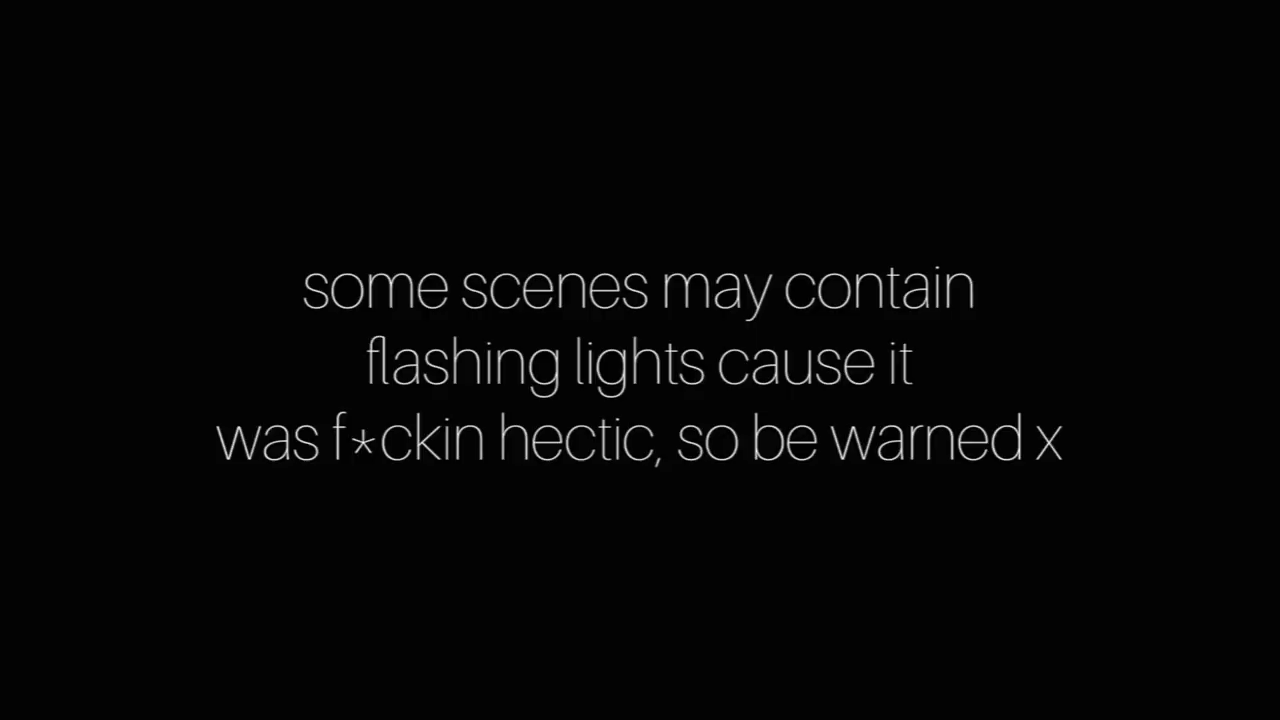 some scenes may contain
flashing lights cause it
was f*ckin hectic, so be warned x